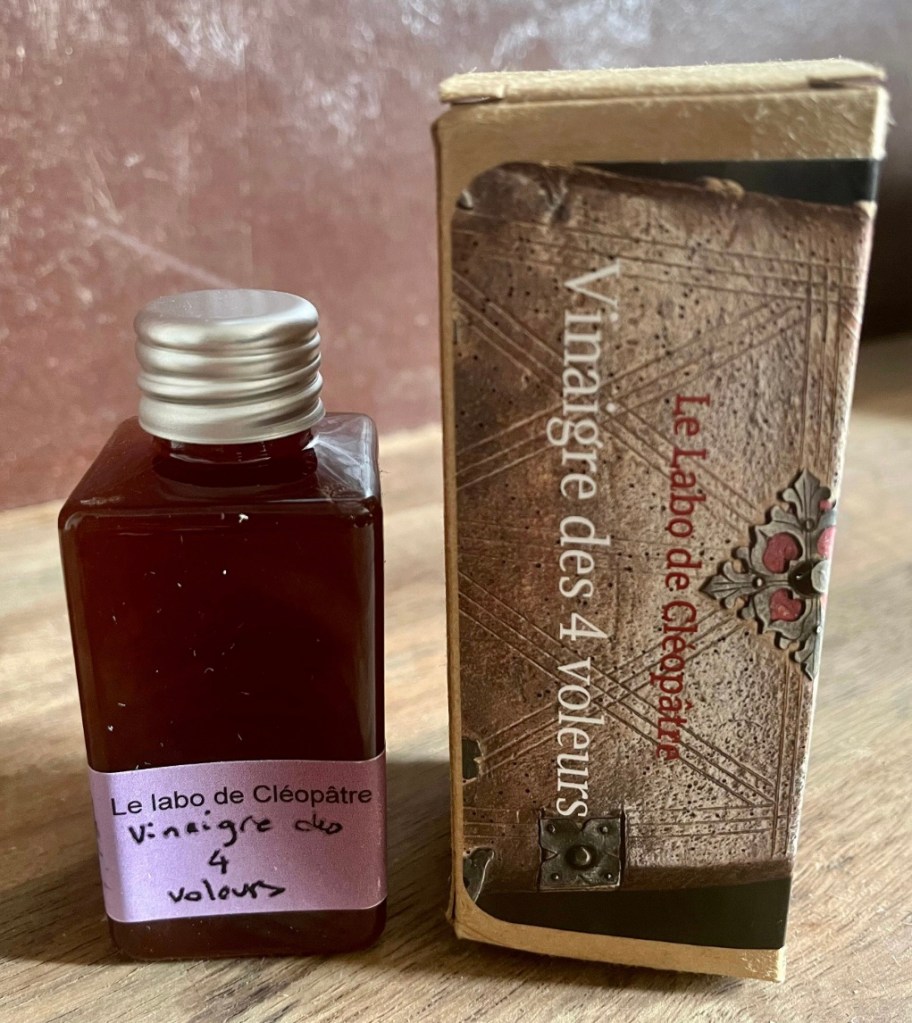 Le labo de Cléopâtre
Vinaigre des
4
voleurs
Le Labo de Cléopâtre
Vinaigre des 4 voleurs